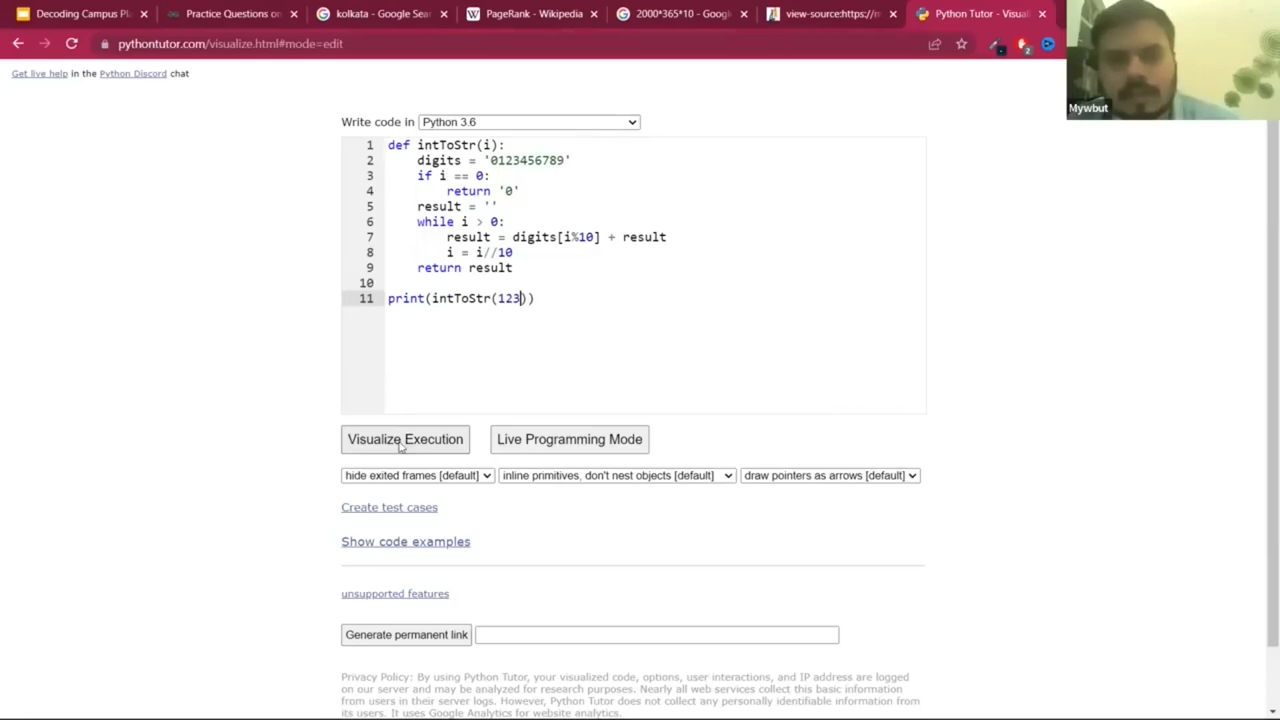 Decoding Campus Pla
Practice Questions on
kolkata - Google Sear
PageRank - Wikipedia
2000*365*10 - Google
view-source:https://m
Python Tutor - Visuali
pythontutor.com/visualize.html#mode=edit
2
Mywbut
Get live help in the Python Discord chat
Write code in Python 3.6
1 def intToStr(i):
2     digits = '0123456789'
3     if i == 0:
4         return '0'
5     result = ''
6     while i > 0:
7         result = digits[i%10] + result
8         i = i//10
9     return result
10
11 print(intToStr(123))
Visualize Execution Live Programming Mode
hide exited frames [default] inline primitives, don't nest objects [default] draw pointers as arrows [default]
Create test cases
Show code examples
unsupported features
Generate permanent link
Privacy Policy: By using Python Tutor, your visualized code, options, user interactions, and IP address are logged
on our server and may be analyzed for research purposes. Nearly all web services collect this basic information
from users in their server logs. However, Python Tutor does not collect any personally identifiable information from
its users. It uses Google Analytics for website analytics.